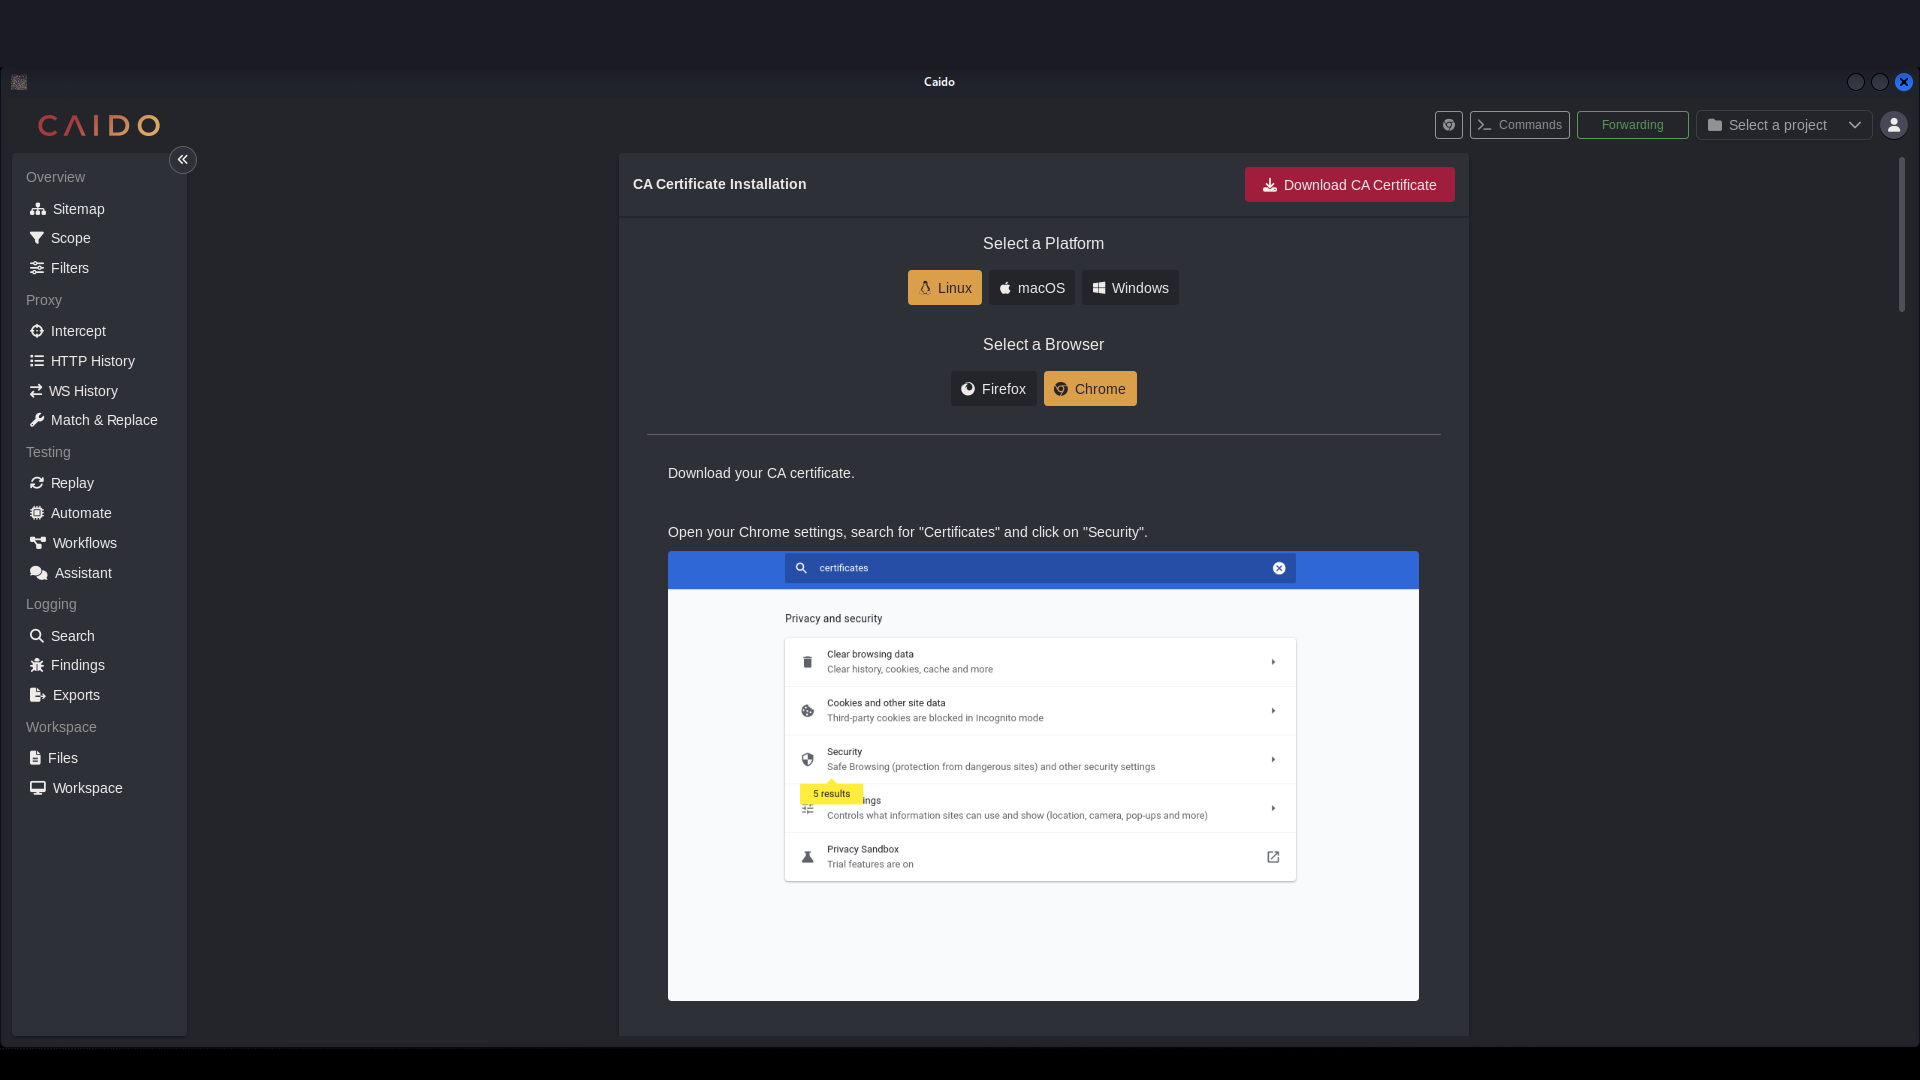 Caido
CAIDO
Commands
Forwarding
Select a project
Overview
Sitemap
Scope
Filters
Proxy
Intercept
HTTP History
WS History
Match & Replace
Testing
Replay
Automate
Workflows
Assistant
Logging
Search
Findings
Exports
Workspace
Files
Workspace
CA Certificate Installation
Download CA Certificate
Select a Platform
Linux
macOS
Windows
Select a Browser
Firefox
Chrome
Download your CA certificate.
Open your Chrome settings, search for "Certificates" and click on "Security".
certificates
Privacy and security
Clear browsing data
Clear history, cookies, cache and more
Cookies and other site data
Third-party cookies are blocked in Incognito mode
Security
Safe Browsing (protection from dangerous sites) and other security settings
5 results
ings
Controls what information sites can use and show (location, camera, pop-ups and more)
Privacy Sandbox
Trial features are on